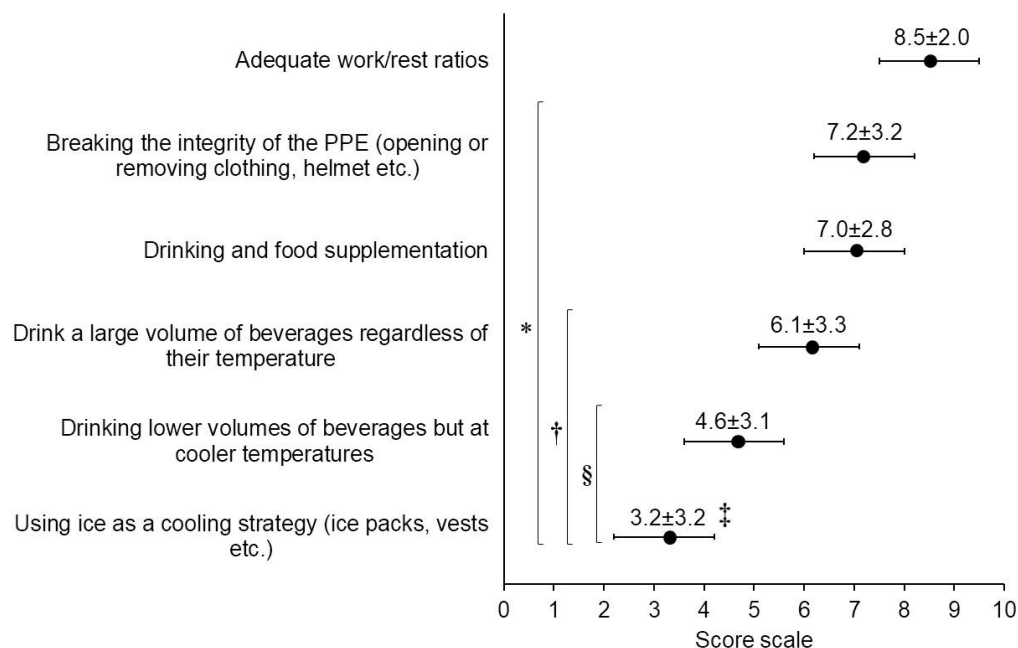 8.5±2.0
Adequate work/rest ratios
7.2±3.2
Breaking the integrity of the PPE (opening or
removing clothing, helmet etc.)
7.0±2.8
Drinking and food supplementation
6.1±3.3
Drink a large volume of beverages regardless of
their temperature
*
4.6±3.1
Drinking lower volumes of beverages but at
cooler temperatures
†
§
3.2±3.2 ‡
Using ice as a cooling strategy (ice packs, vests
etc.)
0 1 2 3 4 5 6 7 8 9 10
Score scale